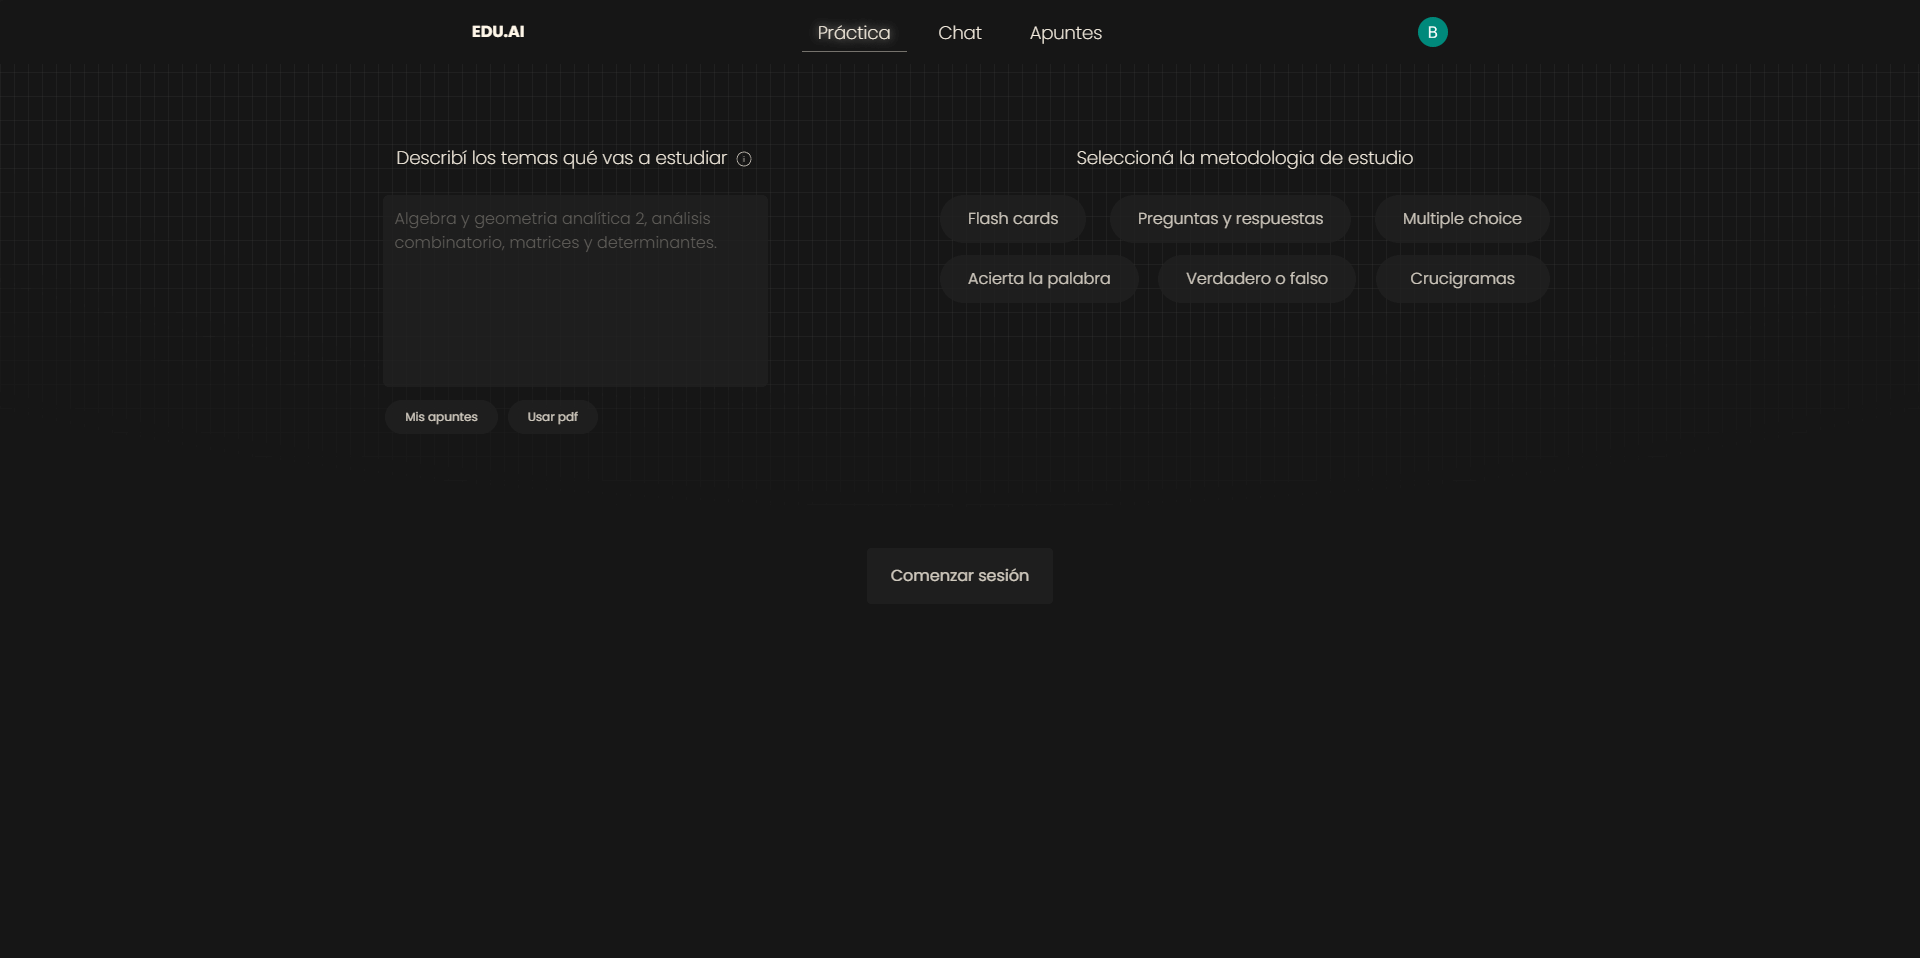 EDU.AI
Práctica
Chat
Apuntes
B
Describí los temas qué vas a estudiar
Algebra y geometria analítica 2, análisis
combinatorio, matrices y determinantes.
Mis apuntes
Usar pdf
Seleccioná la metodologia de estudio
Flash cards
Preguntas y respuestas
Multiple choice
Acierta la palabra
Verdadero o falso
Crucigramas
Comenzar sesión